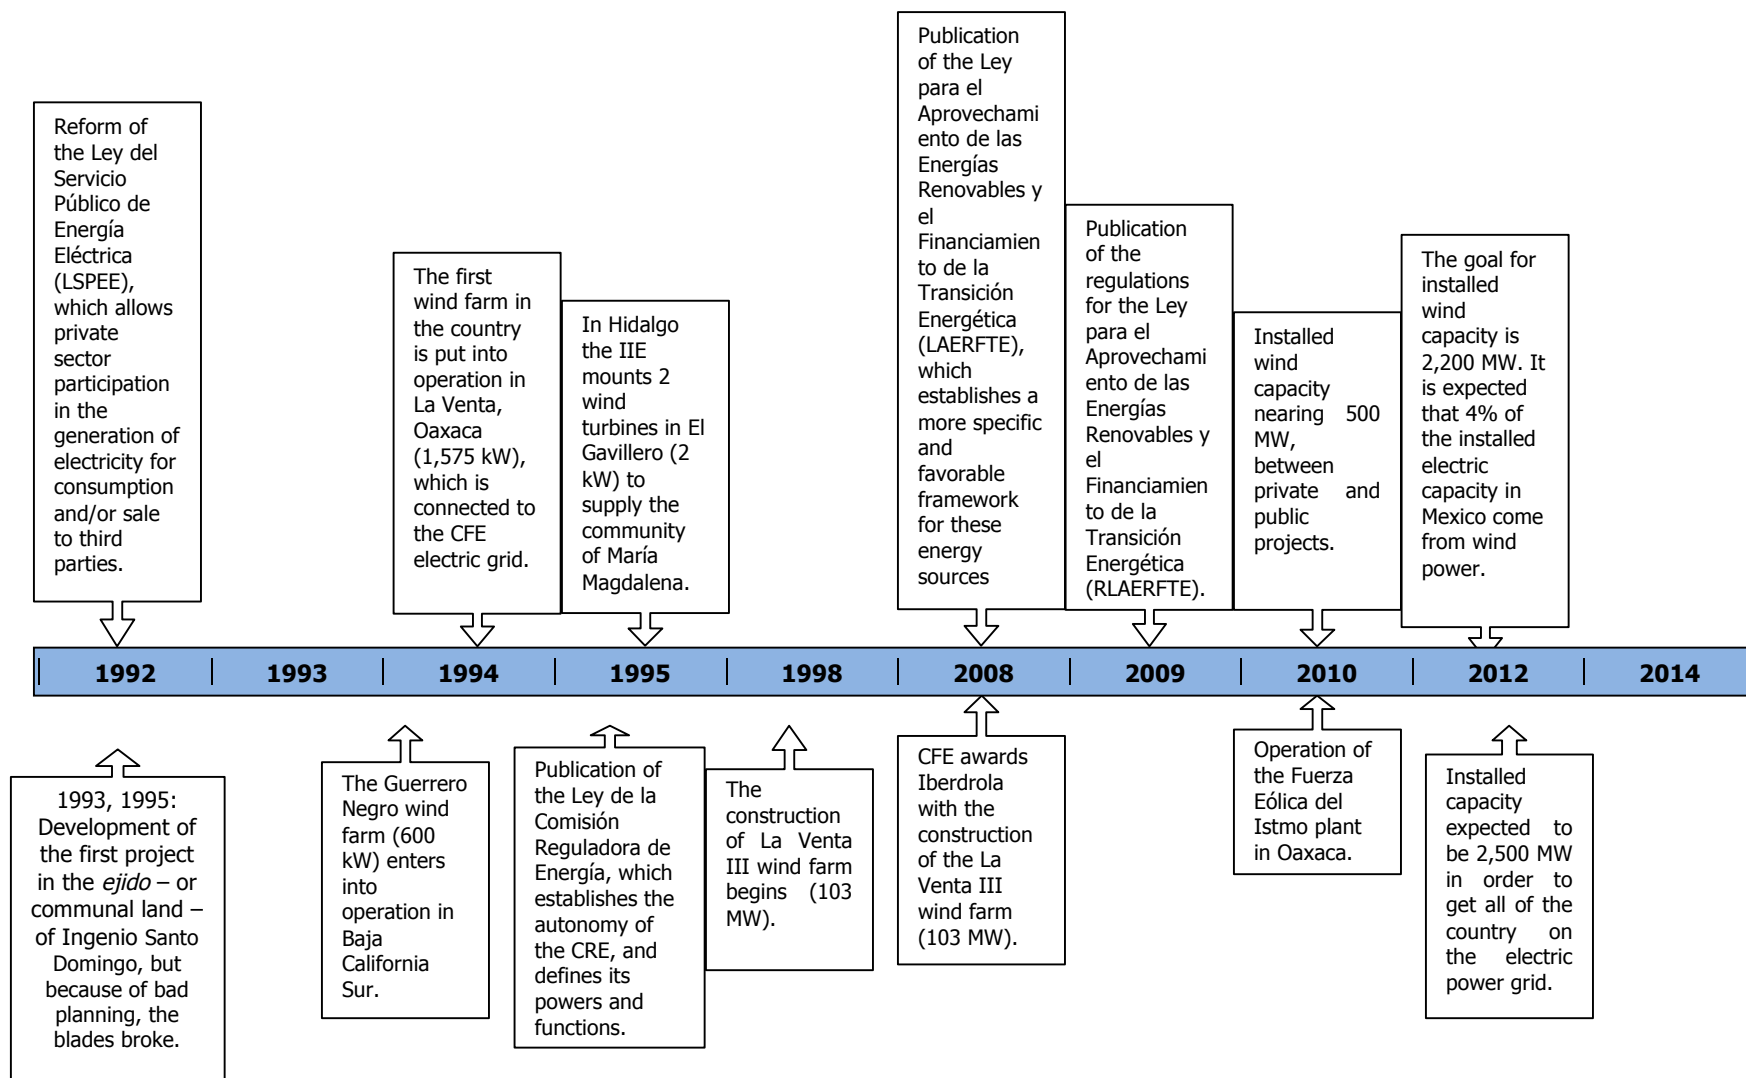 Reform of
the Ley del
Servicio
Público de
Energía
Eléctrica
(LSPEE),
which allows
private
sector
participation
in the
generation of
electricity for
consumption
and/or sale
to third
parties.
The first
wind farm in
the country
is put into
operation in
La Venta,
Oaxaca
(1,575 kW),
which is
connected to
the CFE
electric grid.
In Hidalgo
the IIE
mounts 2
wind
turbines in El
Gavillero (2
kW) to
supply the
community
of María
Magdalena.
Publication
of the Ley
para el
Aprovechami
ento de las
Energías
Renovables y
el
Financiamien
to de la
Transición
Energética
(LAERFTE),
which
establishes a
more specific
and
favorable
framework
for these
energy
sources
Publication
of the
regulations
for the Ley
para el
Aprovechami
ento de las
Energías
Renovables y
el
Financiamien
to de la
Transición
Energética
(RLAERFTE).
Installed
wind
capacity
nearing 500
MW,
between
private and
public
projects.
The goal for
installed
wind
capacity is
2,200 MW. It
is expected
that 4% of
the installed
electric
capacity in
Mexico come
from wind
power.
1992 1993 1994 1995 1998 2008 2009 2010 2012 2014
1993, 1995:
Development of
the first project
in the ejido – or
communal land –
of Ingenio Santo
Domingo, but
because of bad
planning, the
blades broke.
The Guerrero
Negro wind
farm (600
kW) enters
into
operation in
Baja
California
Sur.
Publication of
the Ley de la
Comisión
Reguladora de
Energía, which
establishes the
autonomy of
the CRE, and
defines its
powers and
functions.
The
construction
of La Venta
III wind farm
begins (103
MW).
CFE awards
Iberdrola
with the
construction
of the La
Venta III
wind farm
(103 MW).
Operation of
the Fuerza
Eólica del
Istmo plant
in Oaxaca.
Installed
capacity
expected to
be 2,500 MW
in order to
get all of the
country on
the electric
power grid.